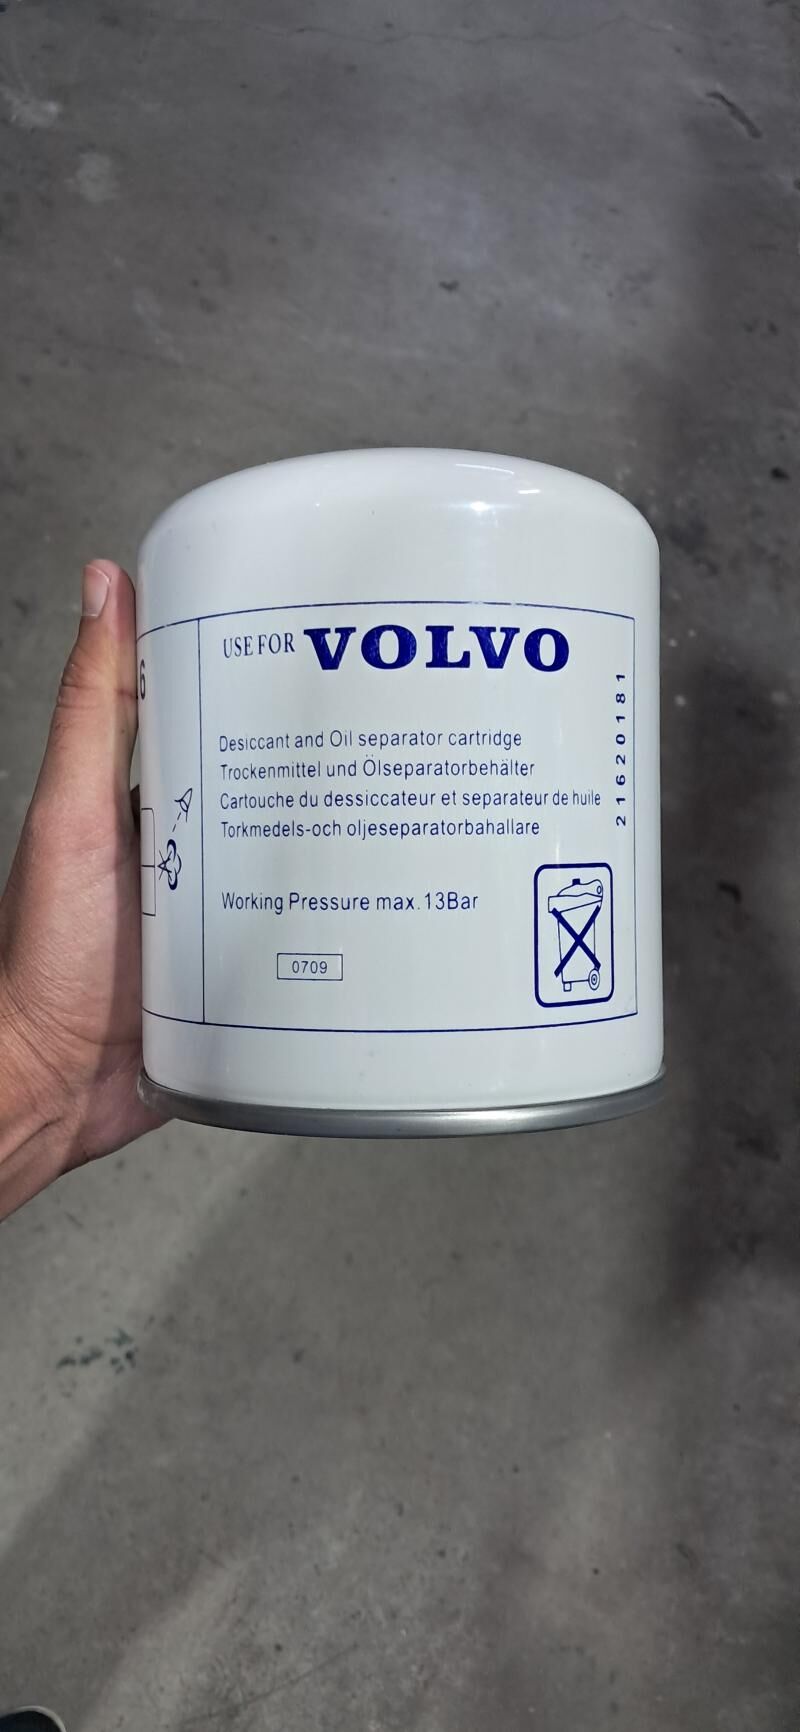 USE FOR VOLVO
Desiccant and Oil separator cartridge
Trockenmittel und Ölseparatorbehälter
Cartouche du dessiccateur et separateur de huile
Torkmedels-och oljeseparatorbahallare
Working Pressure max. 13Bar
0709
21620181
6